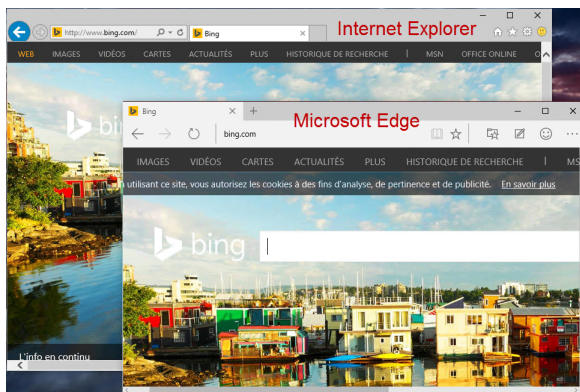 http://www.bing.com/
Bing
Internet Explorer
WEB IMAGES VIDÉOS CARTES ACTUALITÉS PLUS HISTORIQUE DE RECHERCHE | MSN OFFICE ONLINE
bi
L'info en continu
Bing
bing.com
Microsoft Edge
IMAGES VIDÉOS CARTES ACTUALITÉS PLUS HISTORIQUE DE RECHERCHE | MS
utilisant ce site, vous autorisez les cookies à des fins d'analyse, de pertinence et de publicité. En savoir plus
bing